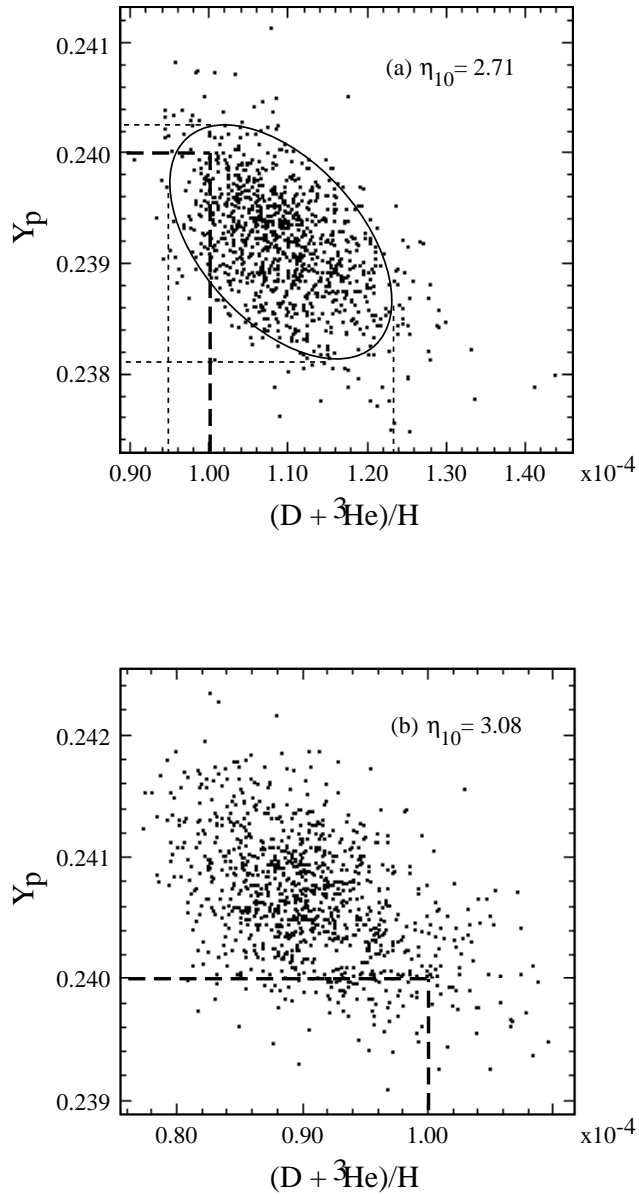 0.241
(a) η10= 2.71
0.240
Yp
0.239
0.238
0.90 1.00 1.10 1.20 1.30 1.40 x10-4
(D + 3He)/H
(b) η10= 3.08
0.242
0.241
Yp
0.240
0.239
0.80 0.90 1.00 x10-4
(D + 3He)/H